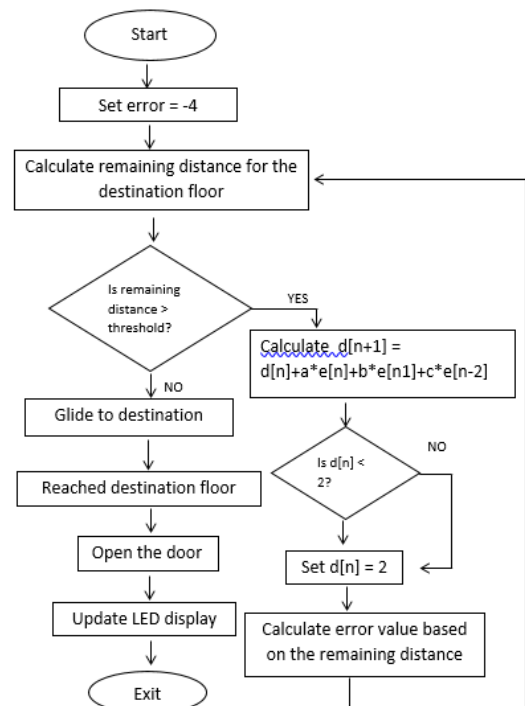 Start
Set error = -4
Calculate remaining distance for the
destination floor
Is remaining
distance >
threshold?
YES
Calculate  d[n+1] =
d[n]+a*e[n]+b*e[n1]+c*e[n-2]
NO
Glide to destination
Is d[n] <
2?
NO
Reached destination floor
Open the door
Set d[n] = 2
Update LED display
Calculate error value based
on the remaining distance
Exit